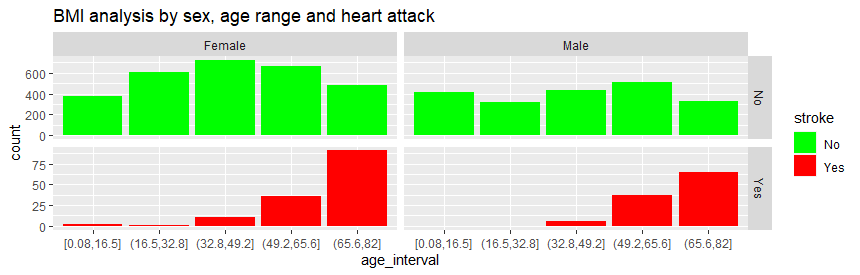 BMI analysis by sex, age range and heart attack
Female Male
600
400
200
0
No
75
50
25
0
Yes
count
[0.08,16.5] (16.5,32.8] (32.8,49.2] (49.2,65.6] (65.6,82] [0.08,16.5] (16.5,32.8] (32.8,49.2] (49.2,65.6] (65.6,82]
age_interval
stroke
No
Yes